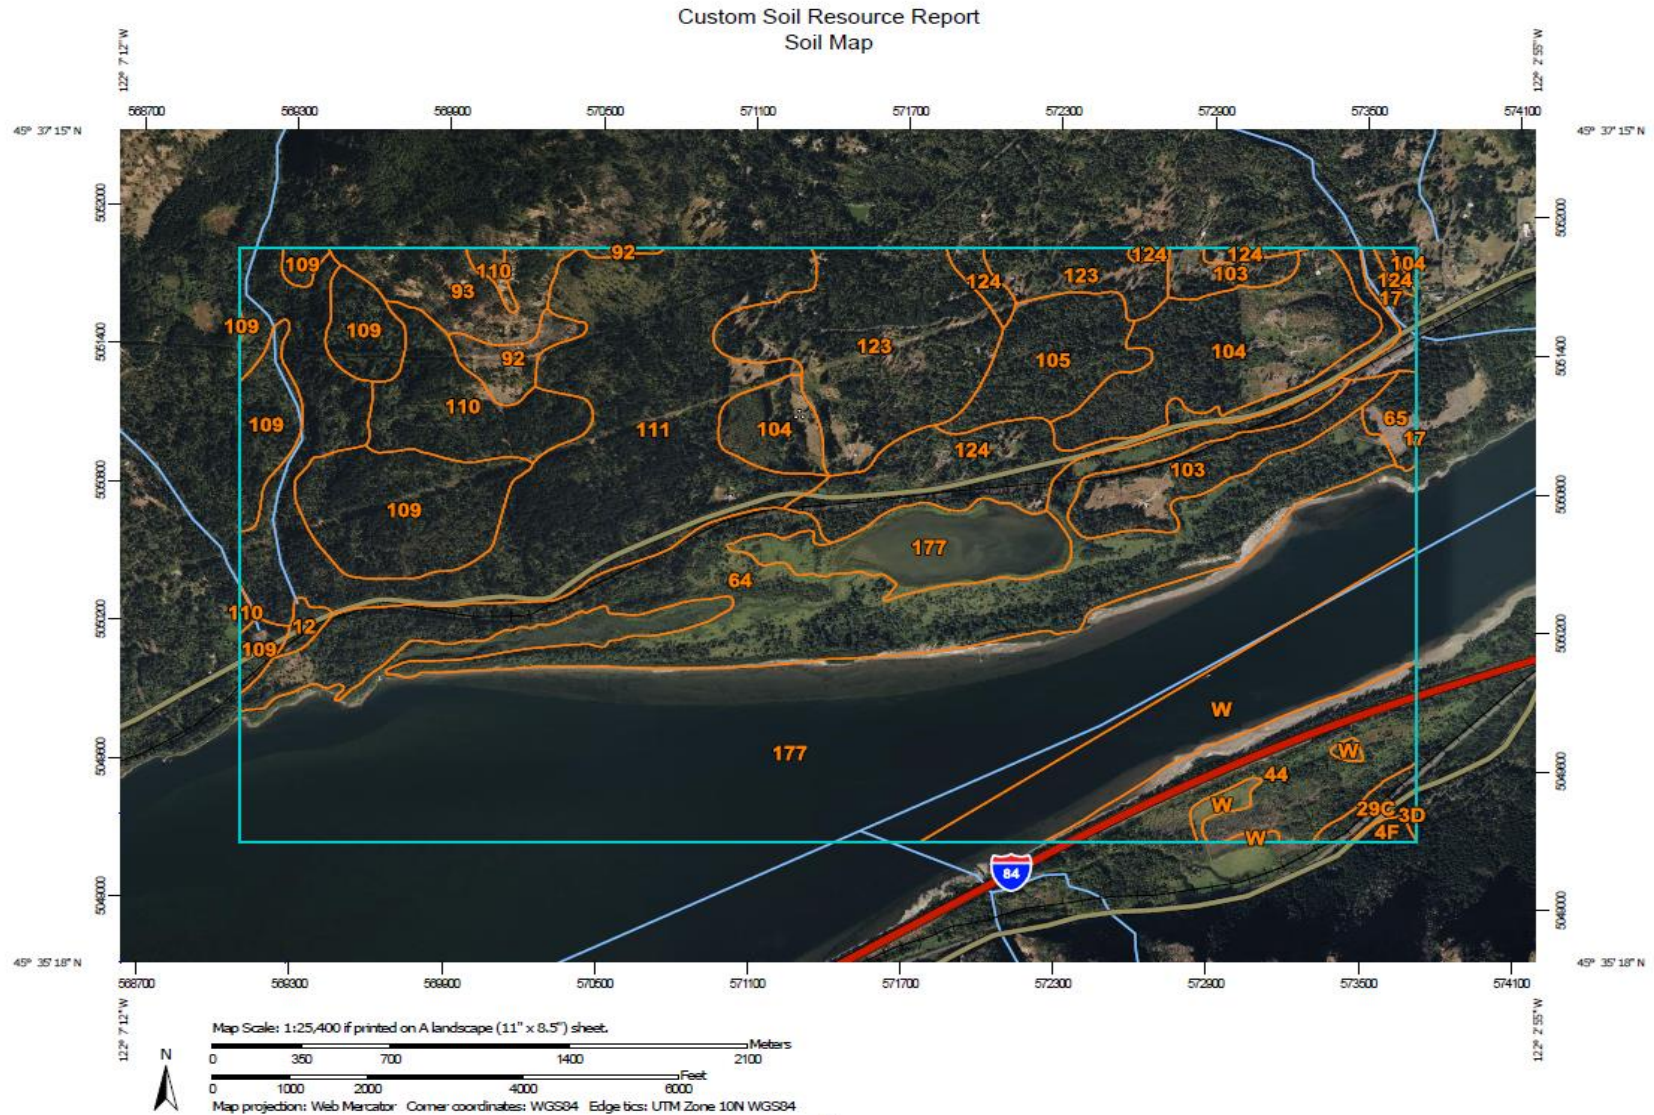 Custom Soil Resource Report
Soil Map
122° 7' 12" W
122° 2' 55" W
568700 569300 569900 570500 571100 571700 572300 572900 573500 574100
45° 37' 15" N
45° 37' 15" N
5052000
5052000
92
124 124
109 110 123 103 104
93 124 124
17
109 109
5051400
5051400
123
92 105 104
110
109 111 104 65
17
124
103
5050800
5050800
109
177
64
110
12
5050200
5050200
109
W
177
W
5049600
5049600
44
W 29C
3D
W 4F
84
5049000
5049000
45° 35' 18" N
45° 35' 18" N
568700 569300 569900 570500 571100 571700 572300 572900 573500 574100
122° 7' 12" W
122° 2' 55" W
Map Scale: 1:25,400 if printed on A landscape (11" x 8.5") sheet.
N
Meters
0 350 700 1400 2100
Feet
0 1000 2000 4000 6000
Map projection: Web Mercator Corner coordinates: WGS84 Edge tics: UTM Zone 10N WGS84